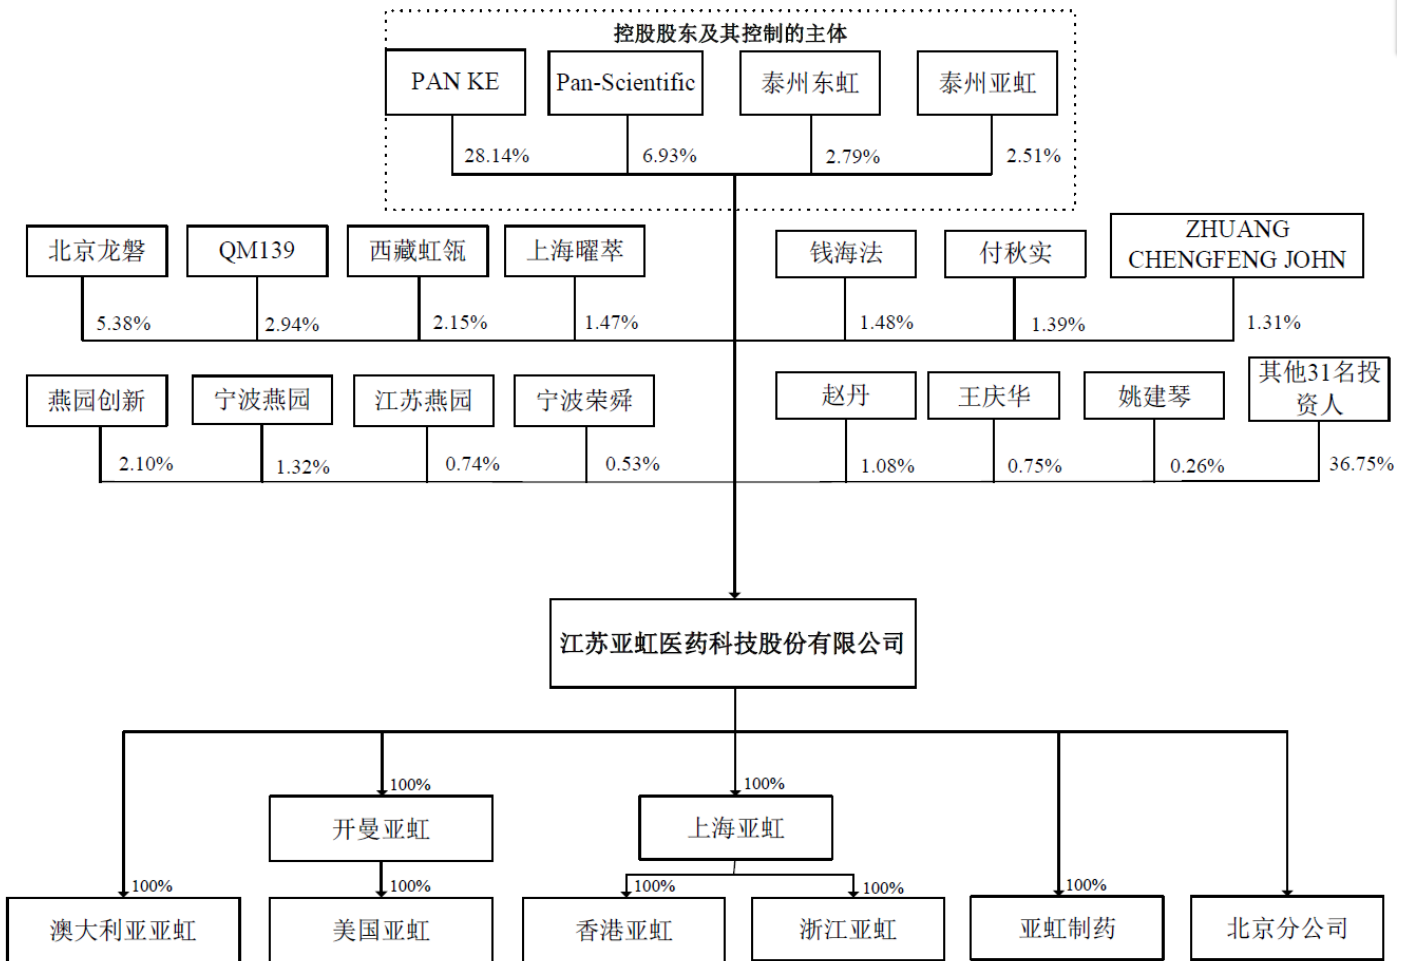 控股股东及其控制的主体
PAN KE
Pan-Scientific
泰州东虹
泰州亚虹
28.14%
6.93%
2.79%
2.51%
北京龙磐
QM139
西藏虹瓴
上海曜萃
钱海法
付秋实
ZHUANG
CHENGFENG JOHN
5.38%
2.94%
2.15%
1.47%
1.48%
1.39%
1.31%
燕园创新
宁波燕园
江苏燕园
宁波荣舜
赵丹
王庆华
姚建琴
其他31名投
资人
2.10%
1.32%
0.74%
0.53%
1.08%
0.75%
0.26%
36.75%
江苏亚虹医药科技股份有限公司
100%
100%
开曼亚虹
上海亚虹
100%
100%
100%
100%
100%
澳大利亚亚虹
美国亚虹
香港亚虹
浙江亚虹
亚虹制药
北京分公司